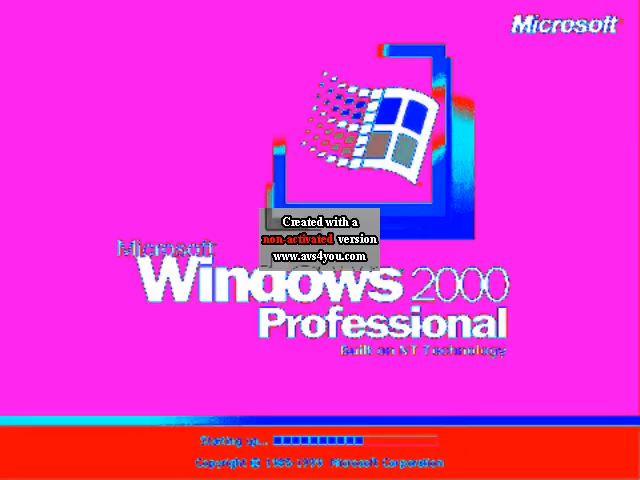 Microsoft
Created with a
non-activated version
www.avs4you.com
Microsoft
Windows 2000
Professional
Built on NT Technology
Starting up...
Copyright © 1985-1999 Microsoft Corporation